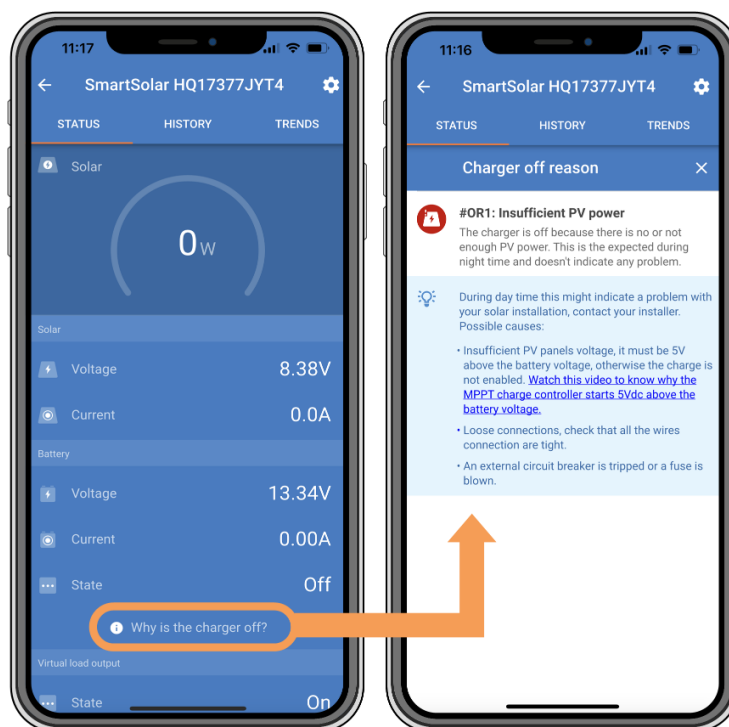 11:17
SmartSolar HQ17377JYT4
STATUS HISTORY TRENDS
Solar
0W
Solar
Voltage 8.38V
Current 0.0A
Battery
Voltage 13.34V
Current 0.00A
State Off
Why is the charger off?
Virtual load output
State On
11:16
SmartSolar HQ17377JYT4
STATUS HISTORY TRENDS
Charger off reason
#OR1: Insufficient PV power
The charger is off because there is no or not
enough PV power. This is the expected during
night time and doesn't indicate any problem.
During day time this might indicate a problem with
your solar installation, contact your installer.
Possible causes:
• Insufficient PV panels voltage, it must be 5V
above the battery voltage, otherwise the charge is
not enabled. Watch this video to know why the
MPPT charge controller starts 5Vdc above the
battery voltage.
• Loose connections, check that all the wires
connection are tight.
• An external circuit breaker is tripped or a fuse is
blown.